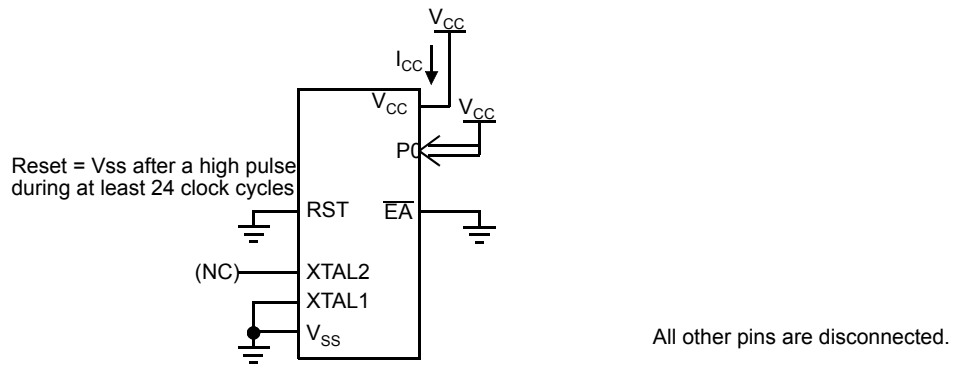 VCC
ICC
VCC
VCC
P0
Reset = Vss after a high pulse
during at least 24 clock cycles
RST
EA
(NC)
XTAL2
XTAL1
VSS
All other pins are disconnected.